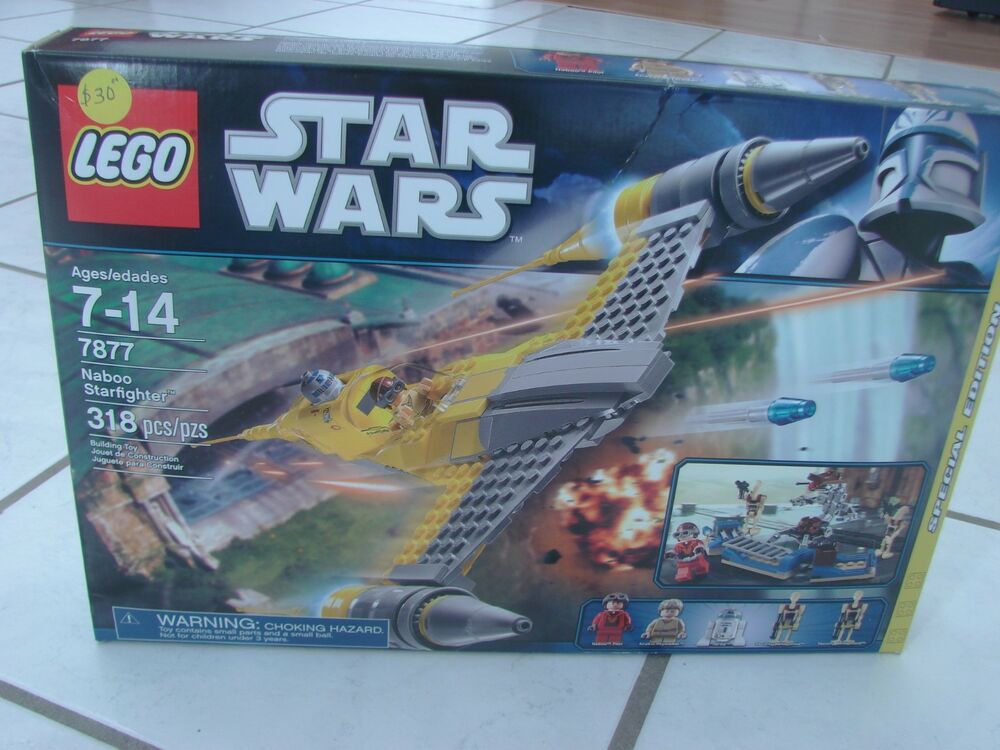 7877
WARS
$30
LEGO
STAR
WARS™
Ages/edades
7-14
7877
Naboo
Starfighter™
318 pcs/pzs
Building Toy
Jouet de Construction
Juguete para Construir
SPECIAL EDITION
WARNING: CHOKING HAZARD.
Toy contains small parts and a small ball.
Not for children under 3 years.